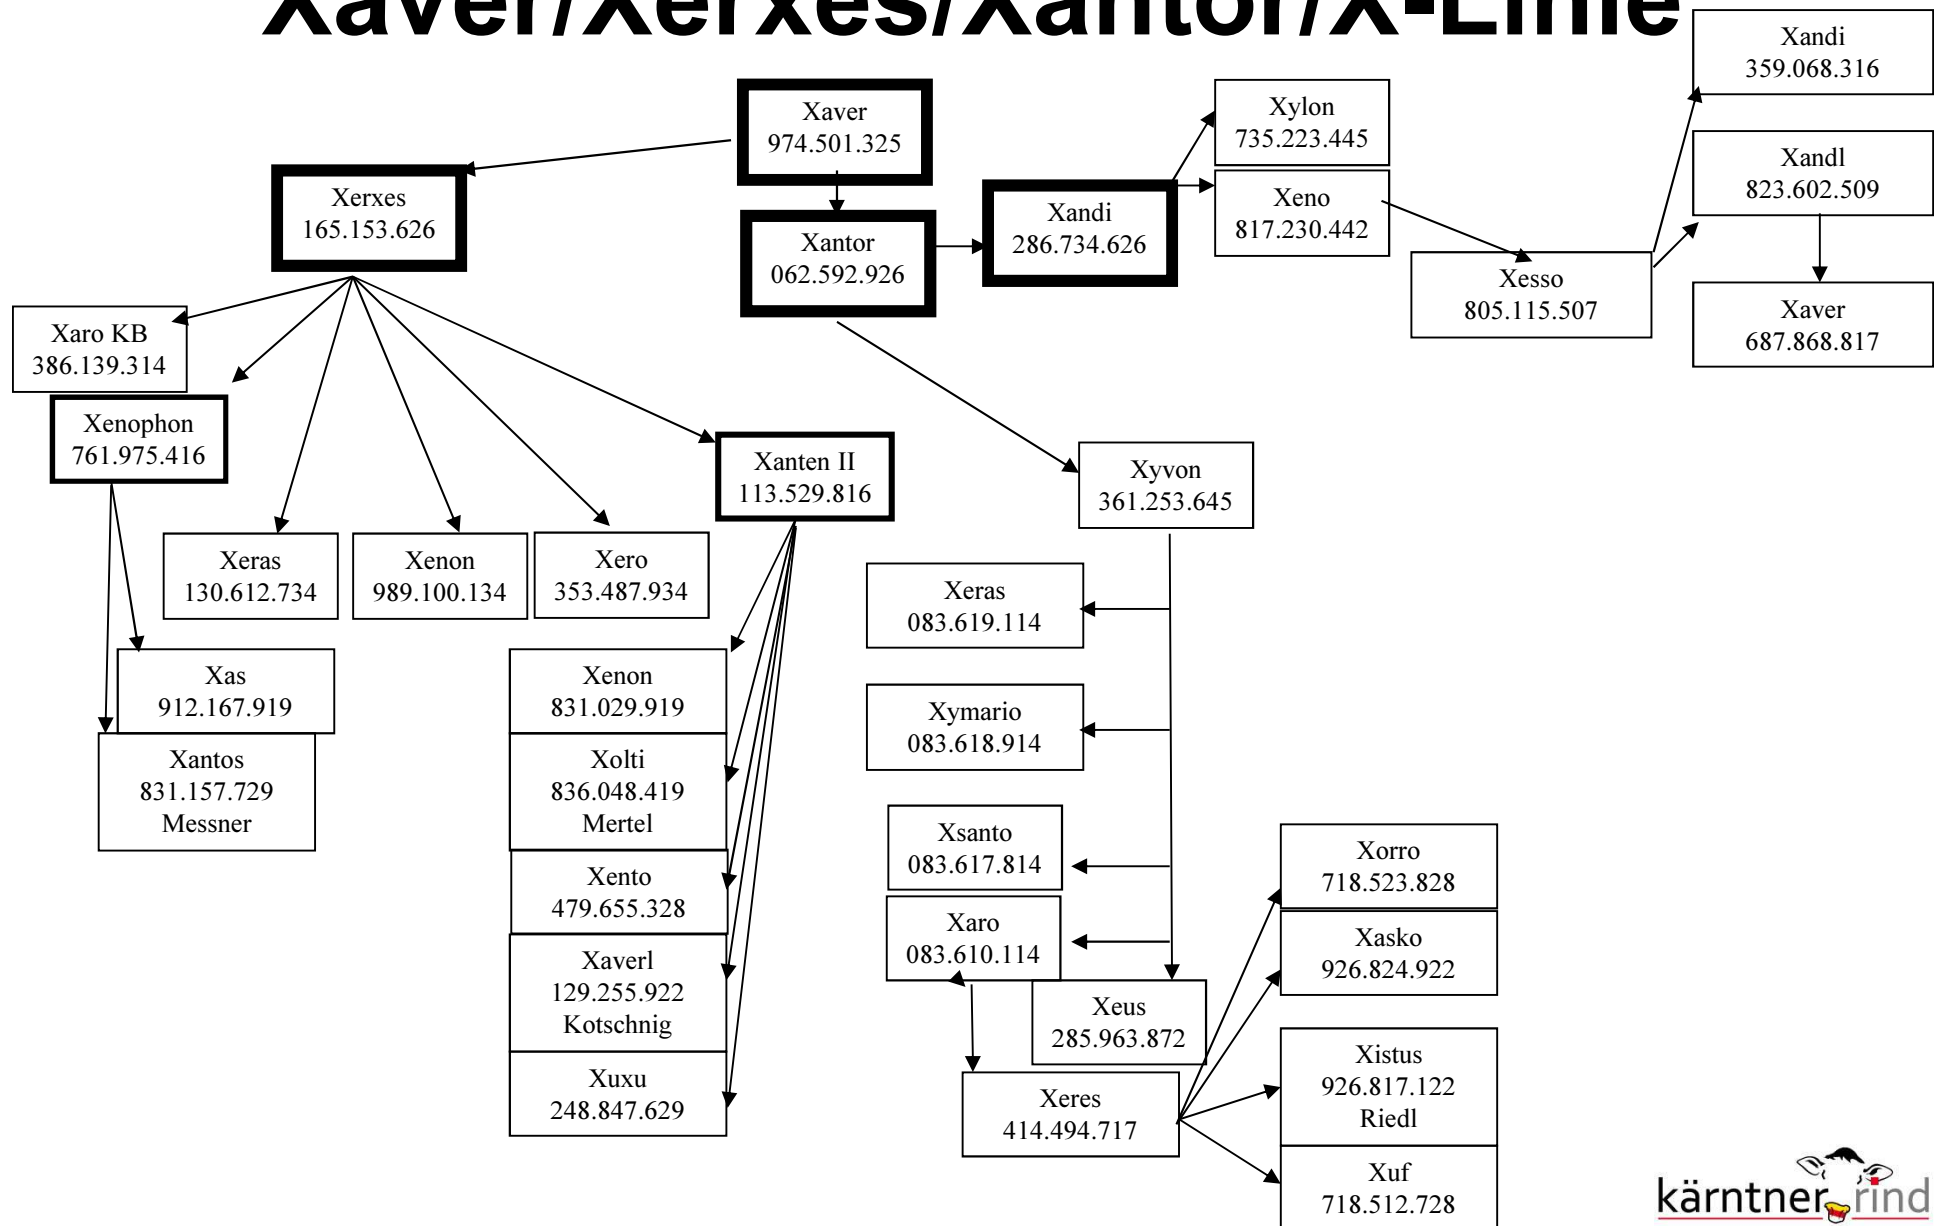 Xaver/Xerxes/Xantor/X-Linie
Xandi
359.068.316
Xaver
974.501.325
Xylon
735.223.445
Xandl
823.602.509
Xerxes
165.153.626
Xantor
062.592.926
Xandi
286.734.626
Xeno
817.230.442
Xesso
805.115.507
Xaver
687.868.817
Xaro KB
386.139.314
Xenophon
761.975.416
Xanten II
113.529.816
Xyvon
361.253.645
Xeras
130.612.734
Xenon
989.100.134
Xero
353.487.934
Xeras
083.619.114
Xas
912.167.919
Xantos
831.157.729
Messner
Xenon
831.029.919
Xolti
836.048.419
Mertel
Xento
479.655.328
Xaverl
129.255.922
Kotschnig
Xuxu
248.847.629
Xymario
083.618.914
Xsanto
083.617.814
Xaro
083.610.114
Xeus
285.963.872
Xeres
414.494.717
Xorro
718.523.828
Xasko
926.824.922
Xistus
926.817.122
Riedl
Xuf
718.512.728
kärntner rind